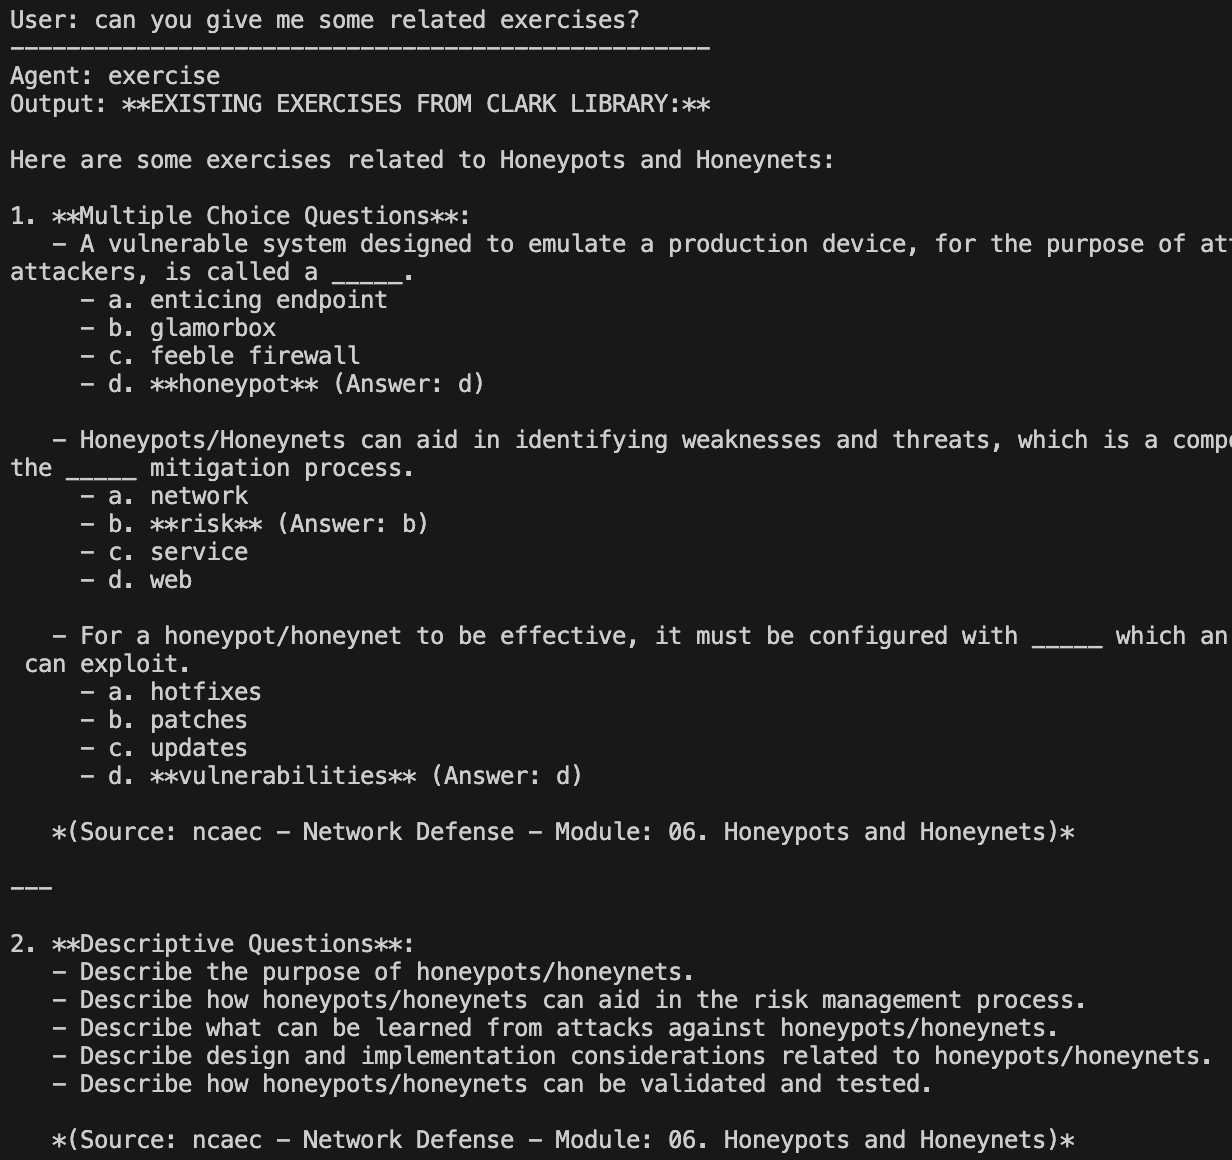 User: can you give me some related exercises?
--------------------------------------------------
Agent: exercise
Output: **EXISTING EXERCISES FROM CLARK LIBRARY:**
Here are some exercises related to Honeypots and Honeynets:
1. **Multiple Choice Questions**:
- A vulnerable system designed to emulate a production device, for the purpose of
attackers, is called a _____.
- a. enticing endpoint
- b. glamorbox
- c. feeble firewall
- d. **honeypot** (Answer: d)
- Honeypots/Honeynets can aid in identifying weaknesses and threats, which is a
the _____ mitigation process.
- a. network
- b. **risk** (Answer: b)
- c. service
- d. web
- For a honeypot/honeynet to be effective, it must be configured with _____ which an
can exploit.
- a. hotfixes
- b. patches
- c. updates
- d. **vulnerabilities** (Answer: d)
*(Source: ncaec - Network Defense - Module: 06. Honeypots and Honeynets)*
---
2. **Descriptive Questions**:
- Describe the purpose of honeypots/honeynets.
- Describe how honeypots/honeynets can aid in the risk management process.
- Describe what can be learned from attacks against honeypots/honeynets.
- Describe design and implementation considerations related to honeypots/honeynets.
- Describe how honeypots/honeynets can be validated and tested.
*(Source: ncaec - Network Defense - Module: 06. Honeypots and Honeynets)*